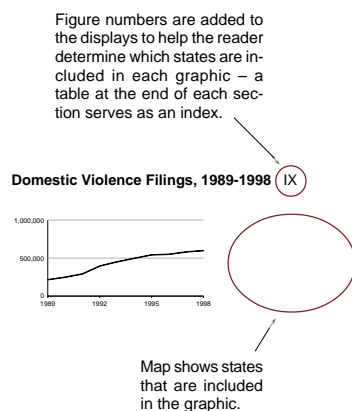 Figure numbers are added to
the displays to help the reader
determine which states are in-
cluded in each graphic – a
table at the end of each sec-
tion serves as an index.
Domestic Violence Filings, 1989-1998 IX
1,000,000
500,000
0
1989 1992 1995 1998
Map shows states
that are included
in the graphic.